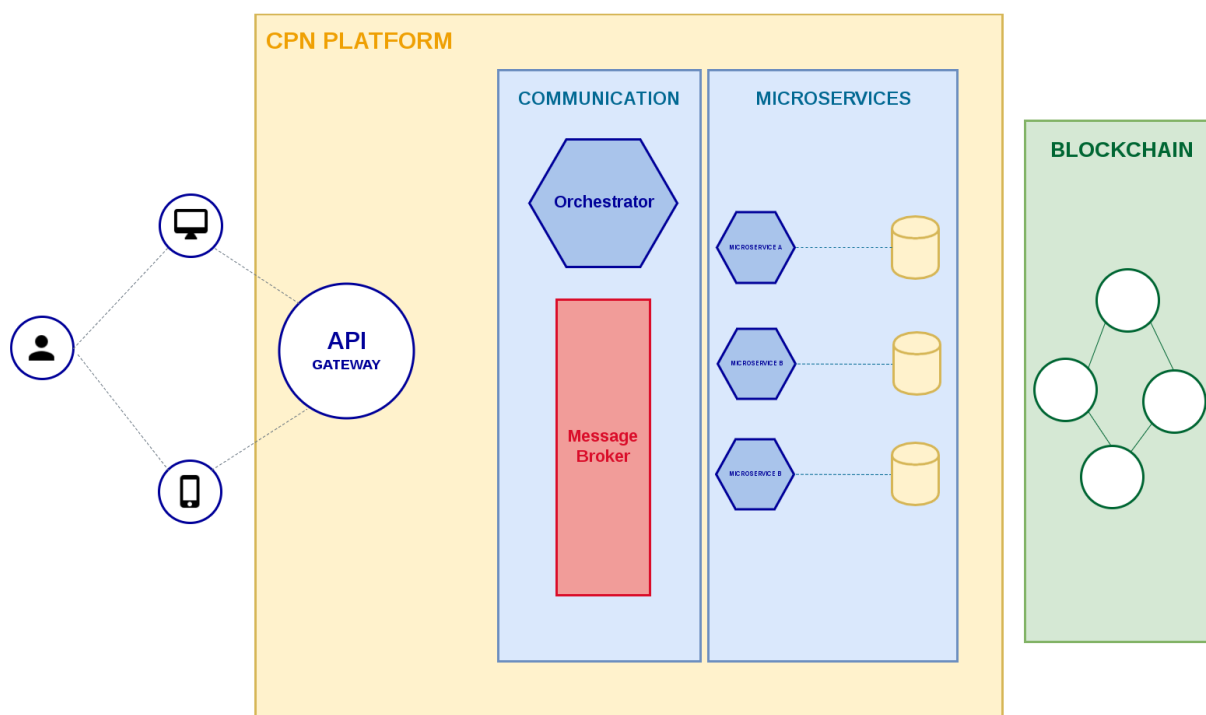 CPN PLATFORM
COMMUNICATION
MICROSERVICES
BLOCKCHAIN
Orchestrator
MICROSERVICE A
API
GATEWAY
MICROSERVICE B
Message
Broker
MICROSERVICE B